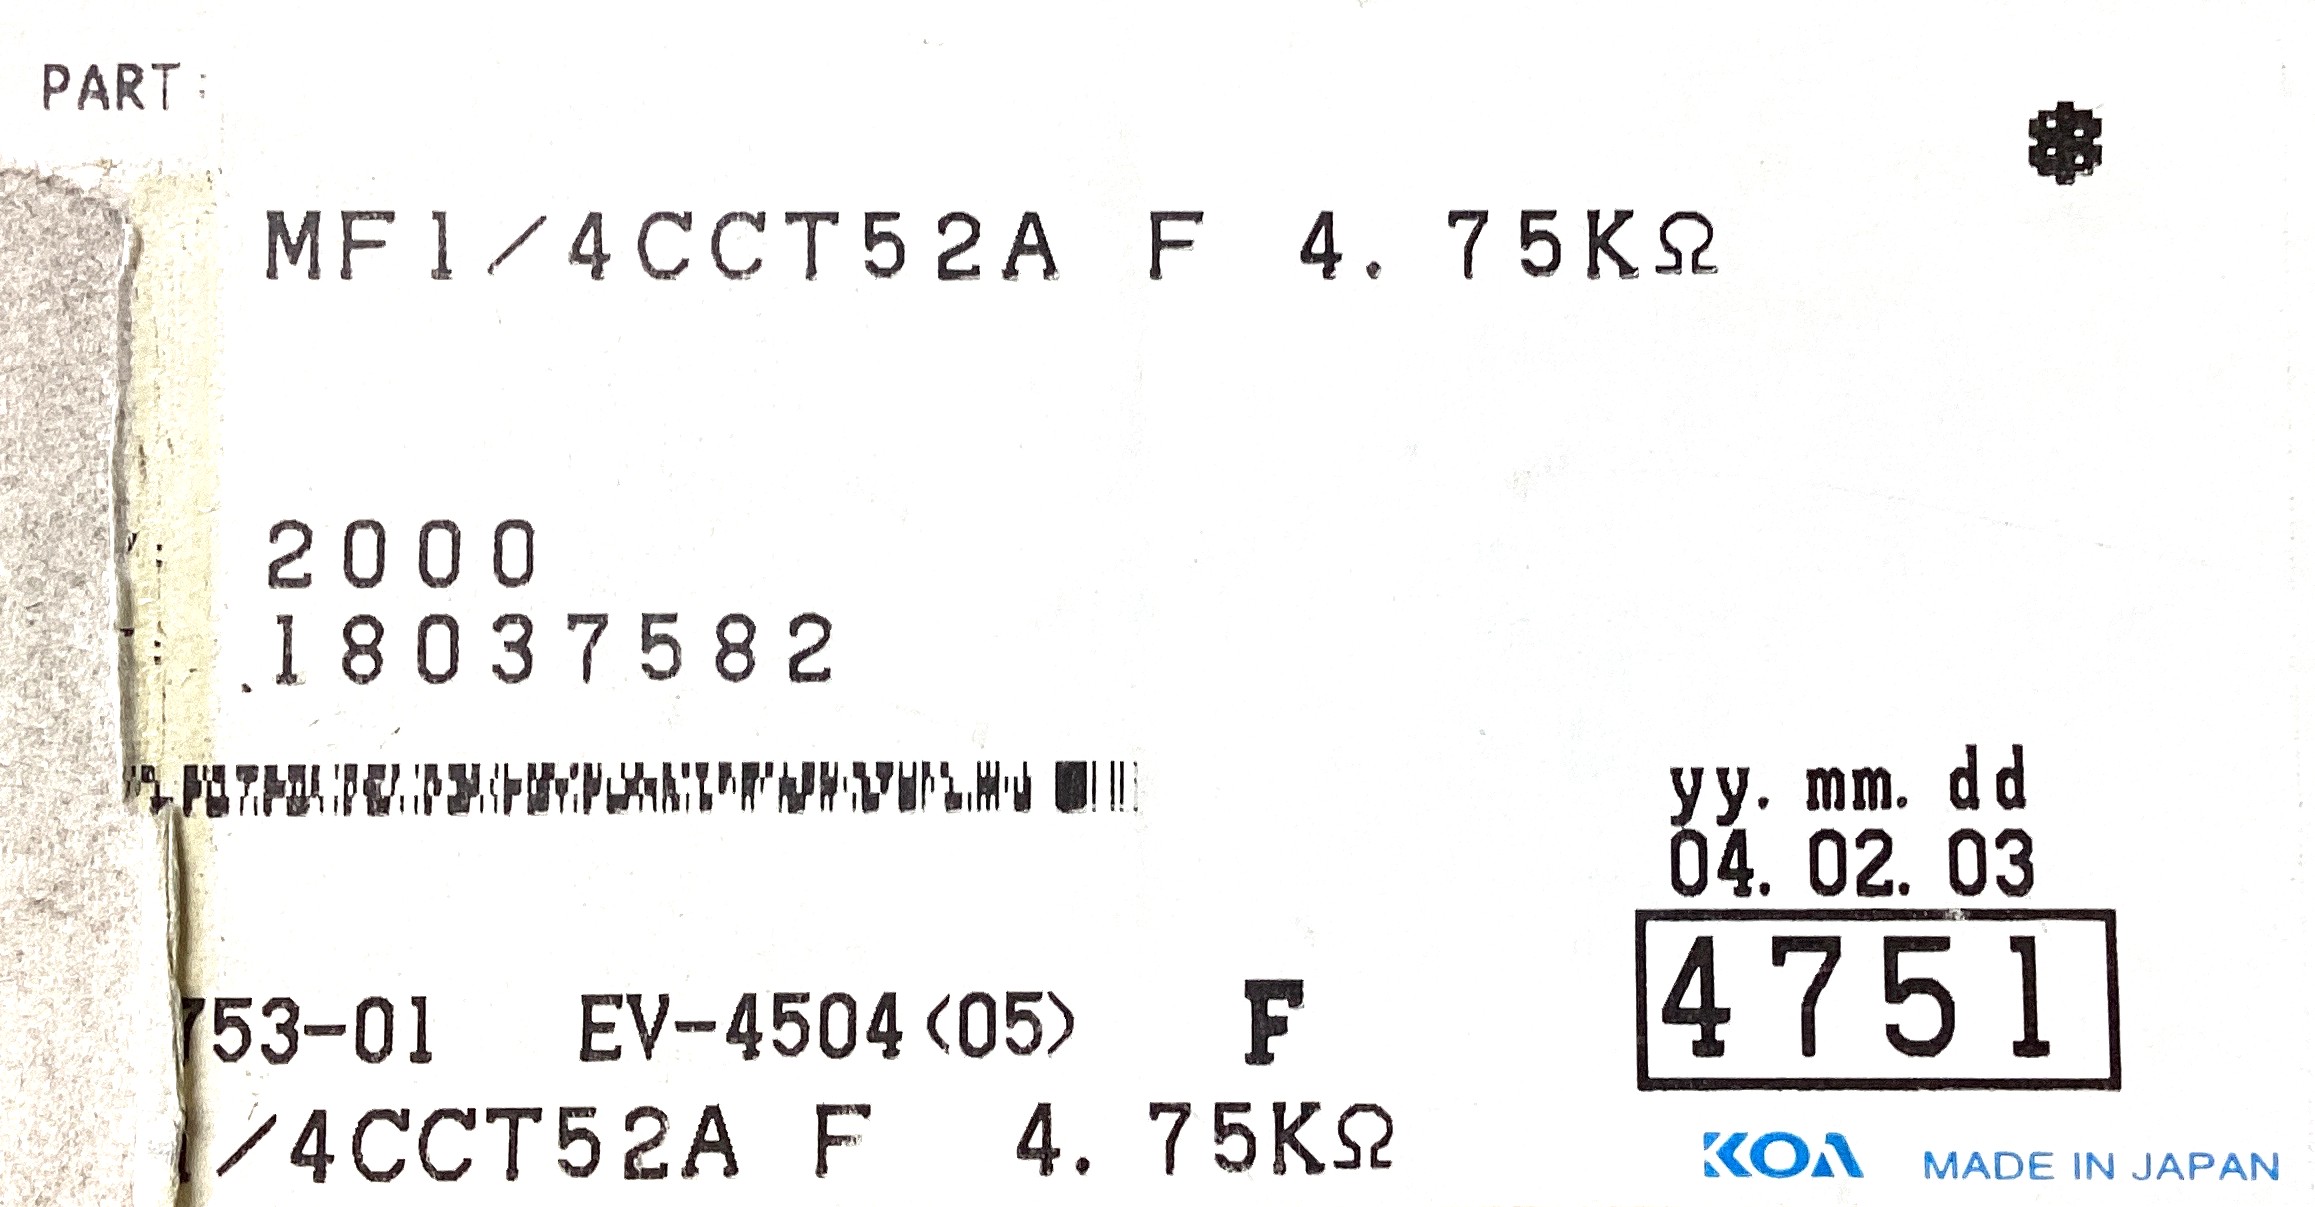 PART:
MF1/4CCT52A F 4.75KΩ
2000
18037582
yy. mm. dd
04. 02. 03
4751
753-01 EV-4504<05> F
/4CCT52A F 4.75KΩ
KOA MADE IN JAPAN